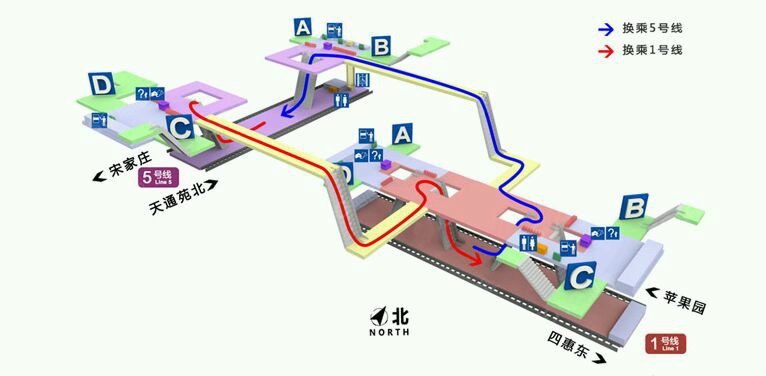 换乘5号线
换乘1号线
A
B
D
C
宋家庄
5号线
Line 5
天通苑北
A
D
B
C
苹果园
四惠东
1号线
Line 1
北
NORTH